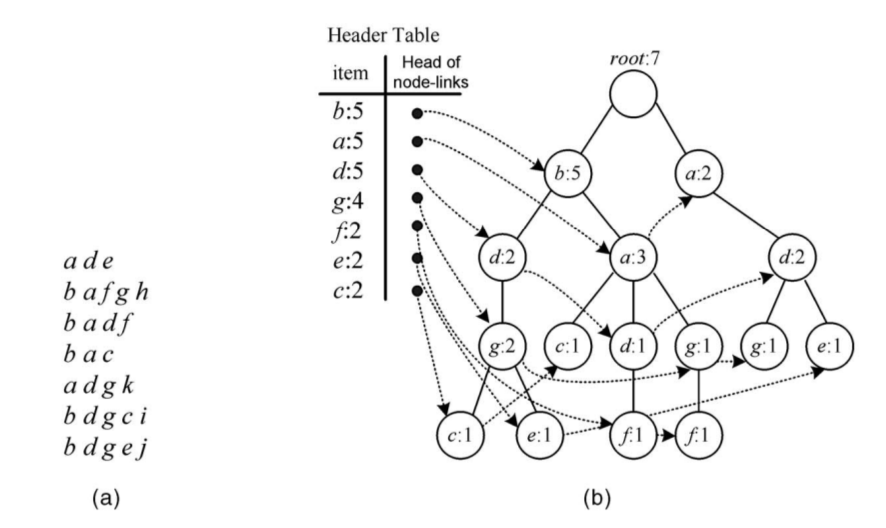 Header Table
item
Head of
node-links
b:5
a:5
d:5
g:4
f:2
e:2
c:2
root:7
b:5
a:2
d:2
a:3
d:2
g:2
c:1
d:1
g:1
g:1
e:1
c:1
e:1
f:1
f:1
a d e
b a f g h
b a d f
b a c
a d g k
b d g c i
b d g e j
(a)
(b)